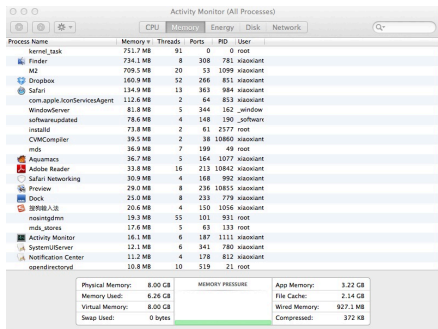 Activity Monitor (All Processes)
CPU Memory Energy Disk Network
Process Name Memory Threads Ports PID User
kernel_task 751.7 MB 91 0 0 root
Finder 734.1 MB 8 308 781 xiaoxiant
M2 709.5 MB 20 53 1099 xiaoxiant
Dropbox 160.9 MB 52 266 851 xiaoxiant
Safari 134.9 MB 13 363 984 xiaoxiant
com.apple.IconServicesAgent 112.6 MB 2 64 853 xiaoxiant
WindowServer 81.8 MB 5 344 162 _window
softwareupdated 78.6 MB 4 148 190 _software
installd 73.8 MB 2 61 2577 root
CVMCompiler 39.5 MB 2 38 10860 xiaoxiant
mds 36.9 MB 7 199 49 root
Aquamacs 36.7 MB 5 164 1077 xiaoxiant
Adobe Reader 33.8 MB 16 213 10842 xiaoxiant
Safari Networking 30.9 MB 4 168 992 xiaoxiant
Preview 29.0 MB 8 236 10855 xiaoxiant
Dock 25.0 MB 8 233 779 xiaoxiant
搜狗输入法 20.6 MB 4 150 1056 xiaoxiant
nosintgdmn 19.3 MB 55 101 931 root
mds_stores 17.6 MB 5 63 133 root
Activity Monitor 16.1 MB 6 187 1111 xiaoxiant
SystemUIServer 12.1 MB 6 341 780 xiaoxiant
Notification Center 11.2 MB 4 178 812 xiaoxiant
opendirectoryd 10.8 MB 10 519 21 root
Physical Memory: 8.00 GB MEMORY PRESSURE App Memory: 3.22 GB
Memory Used: 6.26 GB File Cache: 2.14 GB
Virtual Memory: 8.00 GB Wired Memory: 927.1 MB
Swap Used: 0 bytes Compressed: 372 KB